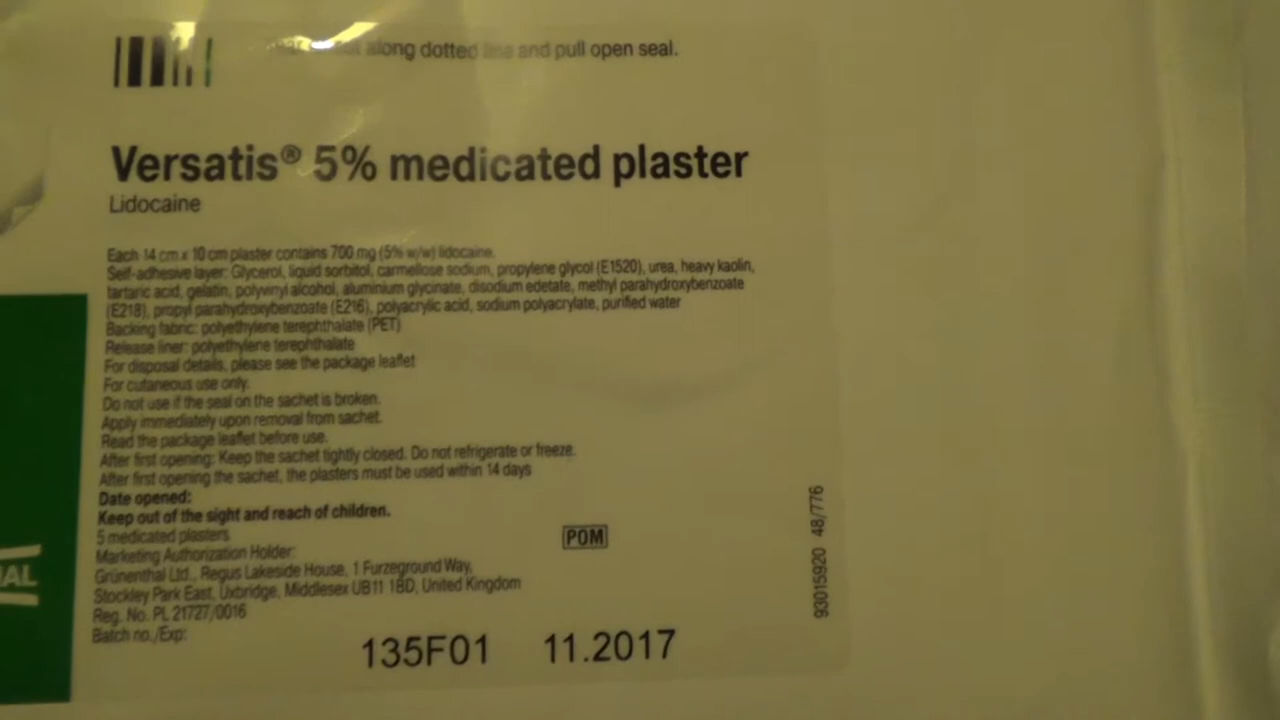 along dotted line and pull open seal.
Versatis® 5% medicated plaster
Lidocaine
Each 14 cm x 10 cm plaster contains 700 mg (5% w/w) lidocaine.
Self-adhesive layer: Glycerol, liquid sorbitol, carmellose sodium, propylene glycol (E1520), urea, heavy kaolin,
tartaric acid, gelatin, polyvinyl alcohol, aluminium glycinate, disodium edetate, methyl parahydroxybenzoate
(E218), propyl parahydroxybenzoate (E216), polyacrylic acid, sodium polyacrylate, purified water
Backing fabric: polyethylene terephthalate (PET)
Release liner: polyethylene terephthalate
For disposal details, please see the package leaflet
For cutaneous use only.
Do not use if the seal on the sachet is broken.
Apply immediately upon removal from sachet.
Read the package leaflet before use.
After first opening: Keep the sachet tightly closed. Do not refrigerate or freeze.
After first opening the sachet, the plasters must be used within 14 days
Date opened:
Keep out of the sight and reach of children.
5 medicated plasters
POM
Marketing Authorization Holder:
Grünenthal Ltd., Regus Lakeside House, 1 Furzeground Way,
Stockley Park East, Uxbridge, Middlesex UB11 1BD, United Kingdom
Reg. No. PL 21727/0016
Batch no./Exp:
135F01 11.2017
93015920 48/776
AL